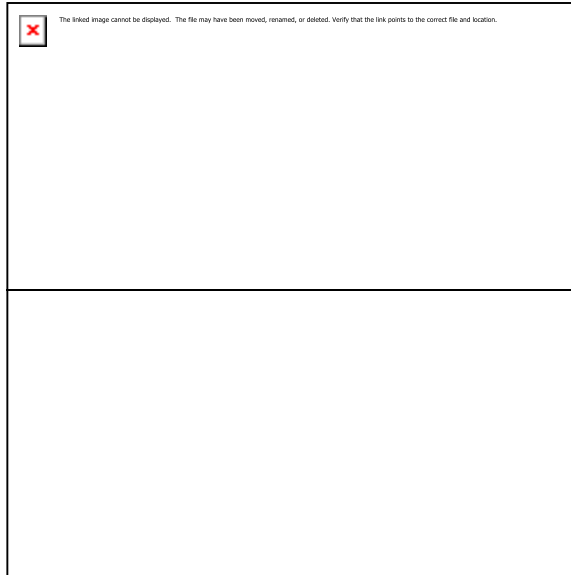 The linked image cannot be displayed. The file may have been moved, renamed, or deleted. Verify that the link points to the correct file and location.